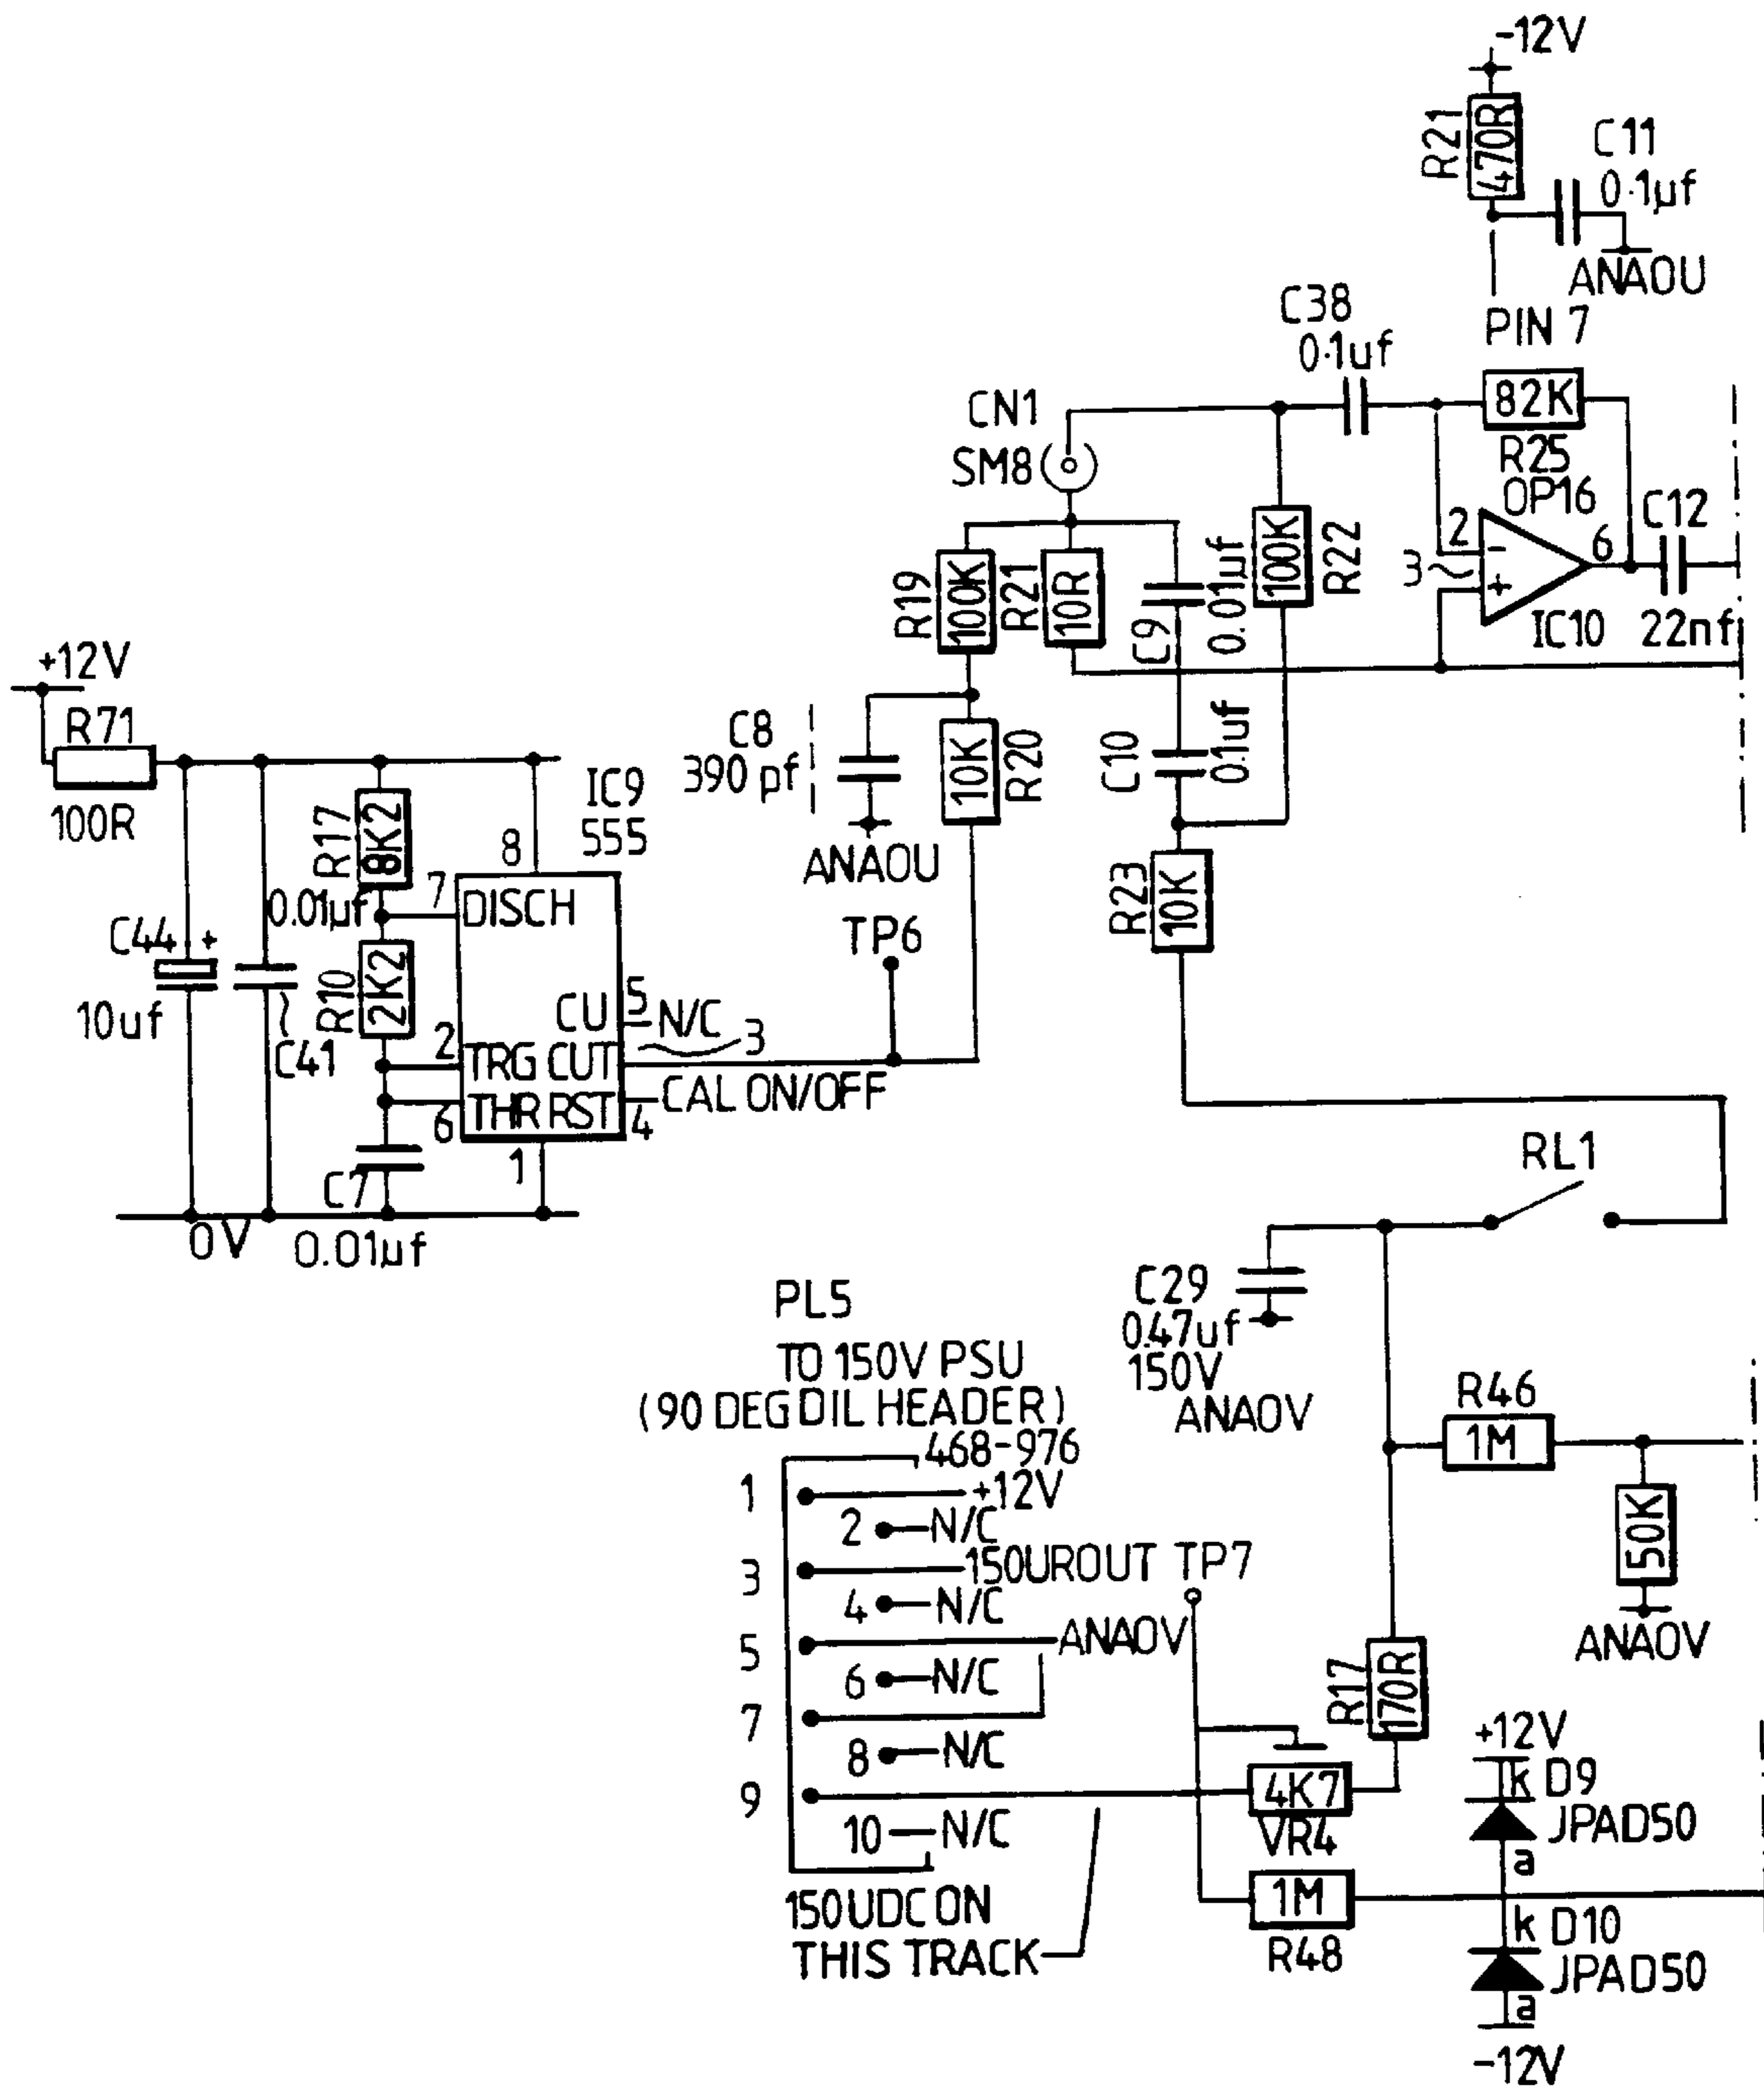 -12V
R21
470R
C11
0.1µf
ANAOU
PIN 7
C38
0.1uf
82K
R25
OP16
CN1
SM8
C12
2
-
6
3
+
IC10
22nf
R19
100K
R21
10R
C9
0.01µf
100K
R22
+12V
R71
100R
C8
390 pf
10K
R20
C10
0.1uf
ANAOU
R23
10K
IC9
555
R17
8K2
8
7
DISCH
0.01µf
C44
+
10uf
C41
R10
2K2
TP6
CU
5
N/C
3
2
TRG
CUT
CAL ON/OFF
THR
RST
6
4
1
C7
0V
0.01µf
RL1
C29
0.47uf
150V
ANAOV
PL5
TO 150V PSU
(90 DEG DIL HEADER)
468-976
R46
1M
50K
ANAOV
1
+12V
2
N/C
3
150UROUT
TP7
4
N/C
5
ANAOV
6
N/C
7
8
N/C
9
10
N/C
R17
170R
4K7
VR4
+12V
k
D9
JPAD50
a
150UDC ON
THIS TRACK
1M
R48
k
D10
JPAD50
a
-12V